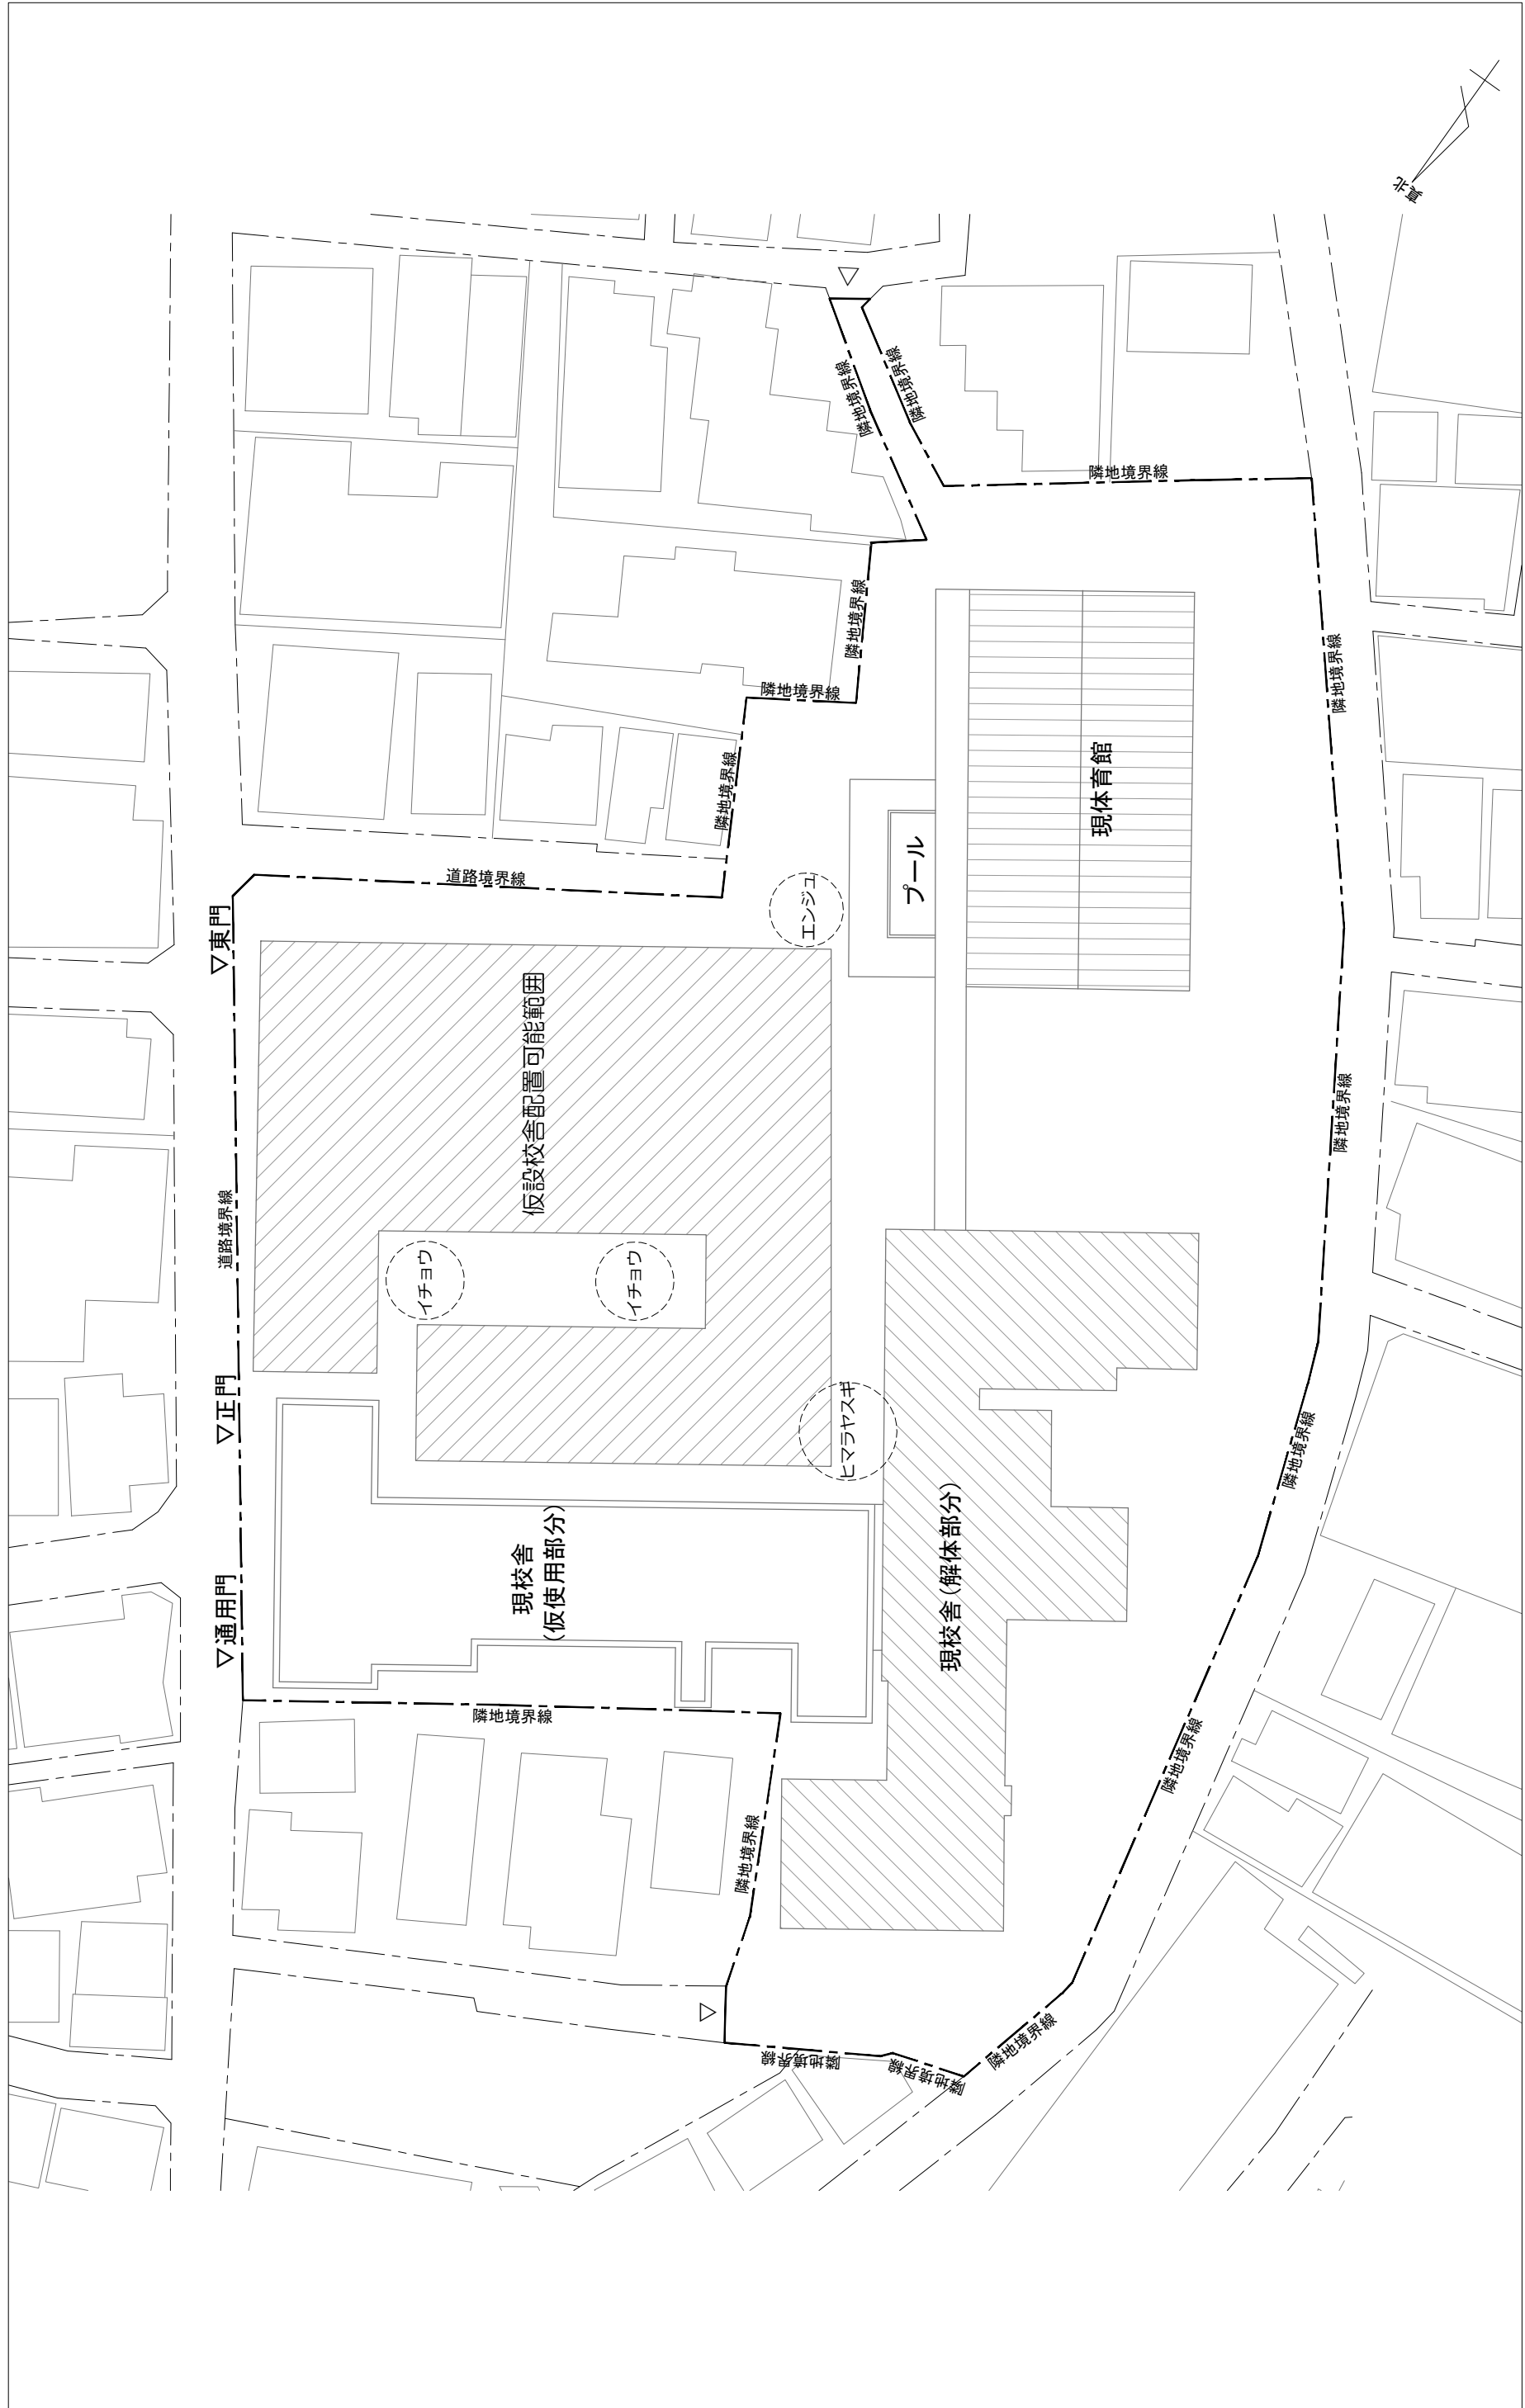 真北
隣地境界線
隣地境界線
隣地境界線
隣地境界線
隣地境界線
隣地境界線
隣地境界線
現体育館
プール
エンジュ
道路境界線
▽東門
仮設校舎配置可能範囲
隣地境界線
道路境界線
イチョウ
イチョウ
▽正門
ヒマラヤスギ
隣地境界線
現校舎
(仮使用部分)
現校舎(解体部分)
▽通用門
隣地境界線
隣地境界線
隣地境界線
隣地境界線
隣地境界線
隣地境界線